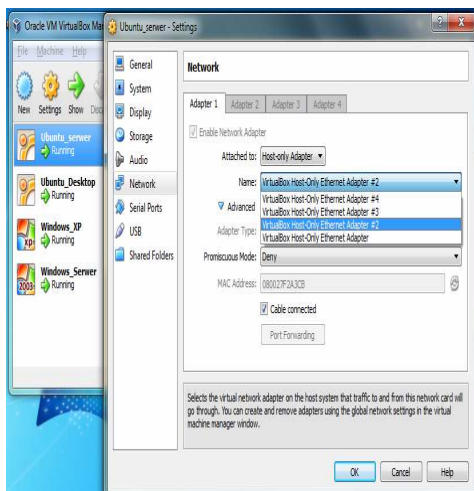 Oracle VM VirtualBox Ma
Ubuntu_serwer - Settings
File Machine Help
New Settings Show Disc
Ubuntu_serwer
Running
Ubuntu_Desktop
Running
Windows_XP
Running
XP
Windows_Serwer
Running
2003
General
System
Display
Storage
Audio
Network
Serial Ports
USB
Shared Folders
Network
Adapter 1 Adapter 2 Adapter 3 Adapter 4
Enable Network Adapter
Attached to: Host-only Adapter
Name: VirtualBox Host-Only Ethernet Adapter #2
VirtualBox Host-Only Ethernet Adapter #4
VirtualBox Host-Only Ethernet Adapter #3
VirtualBox Host-Only Ethernet Adapter #2
VirtualBox Host-Only Ethernet Adapter
Advanced
Adapter Type:
Promiscuous Mode: Deny
MAC Address: 080027F2A3CB
Cable connected
Port Forwarding
Selects the virtual network adapter on the host system that traffic to and from this network card will
go through. You can create and remove adapters using the global network settings in the virtual
machine manager window.
OK Cancel Help